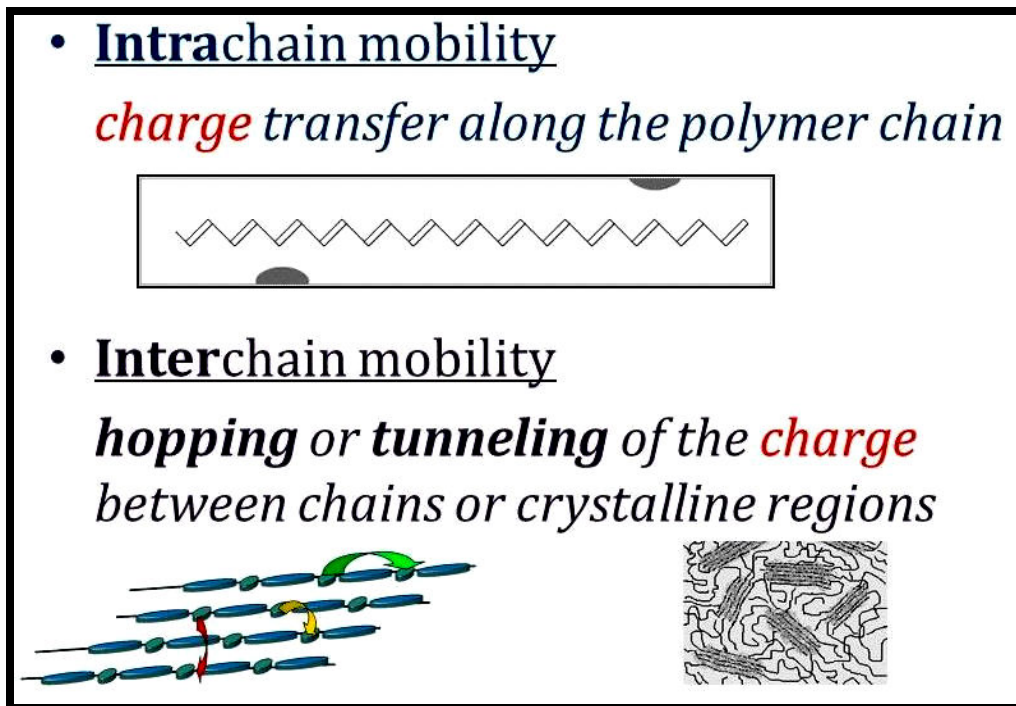 • Intrachain mobility
charge transfer along the polymer chain
• Interchain mobility
hopping or tunneling of the charge
between chains or crystalline regions